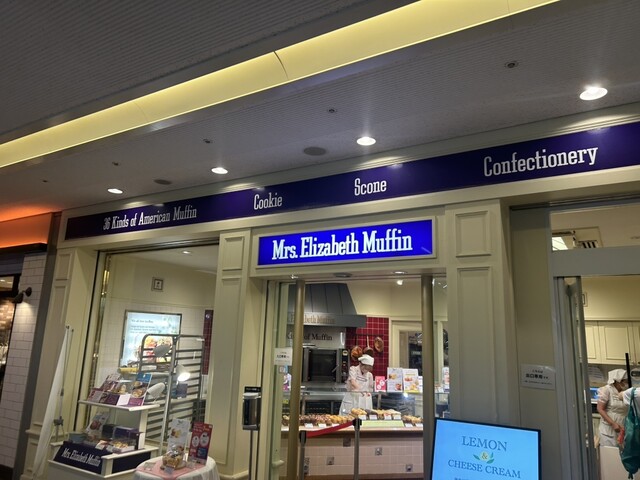 36 Kinds of American Muffin
Cookie
Scone
Confectionery
Mrs. Elizabeth Muffin
Mrs. Elizabeth Muffin
LEMON
&
CHEESE CREAM